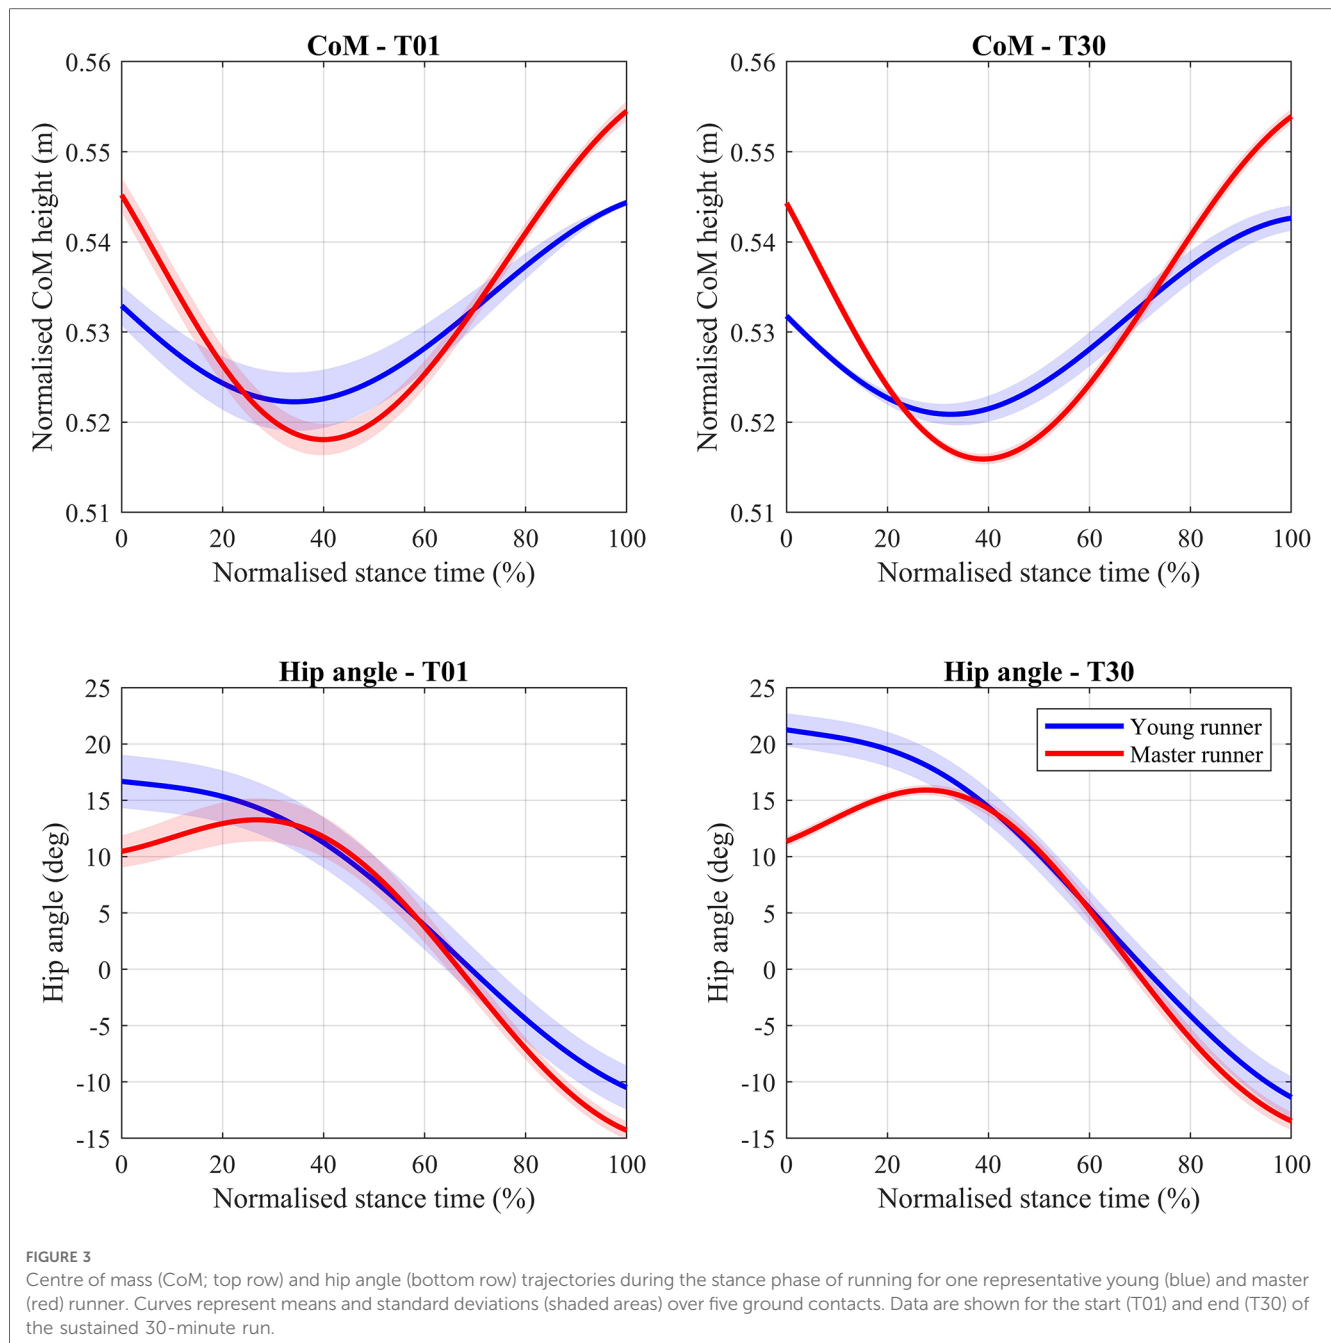 CoM - T01
0.56
0.55
0.54
0.53
0.52
0.51
Normalised CoM height (m)
0 20 40 60 80 100
Normalised stance time (%)
CoM - T30
0.56
0.55
0.54
0.53
0.52
0.51
Normalised CoM height (m)
0 20 40 60 80 100
Normalised stance time (%)
Hip angle - T01
25
20
15
10
5
0
-5
-10
-15
Hip angle (deg)
0 20 40 60 80 100
Normalised stance time (%)
Hip angle - T30
25
20
15
10
5
0
-5
-10
-15
Hip angle (deg)
Young runner
Master runner
0 20 40 60 80 100
Normalised stance time (%)
FIGURE 3
Centre of mass (CoM; top row) and hip angle (bottom row) trajectories during the stance phase of running for one representative young (blue) and master
(red) runner. Curves represent means and standard deviations (shaded areas) over five ground contacts. Data are shown for the start (T01) and end (T30) of
the sustained 30-minute run.